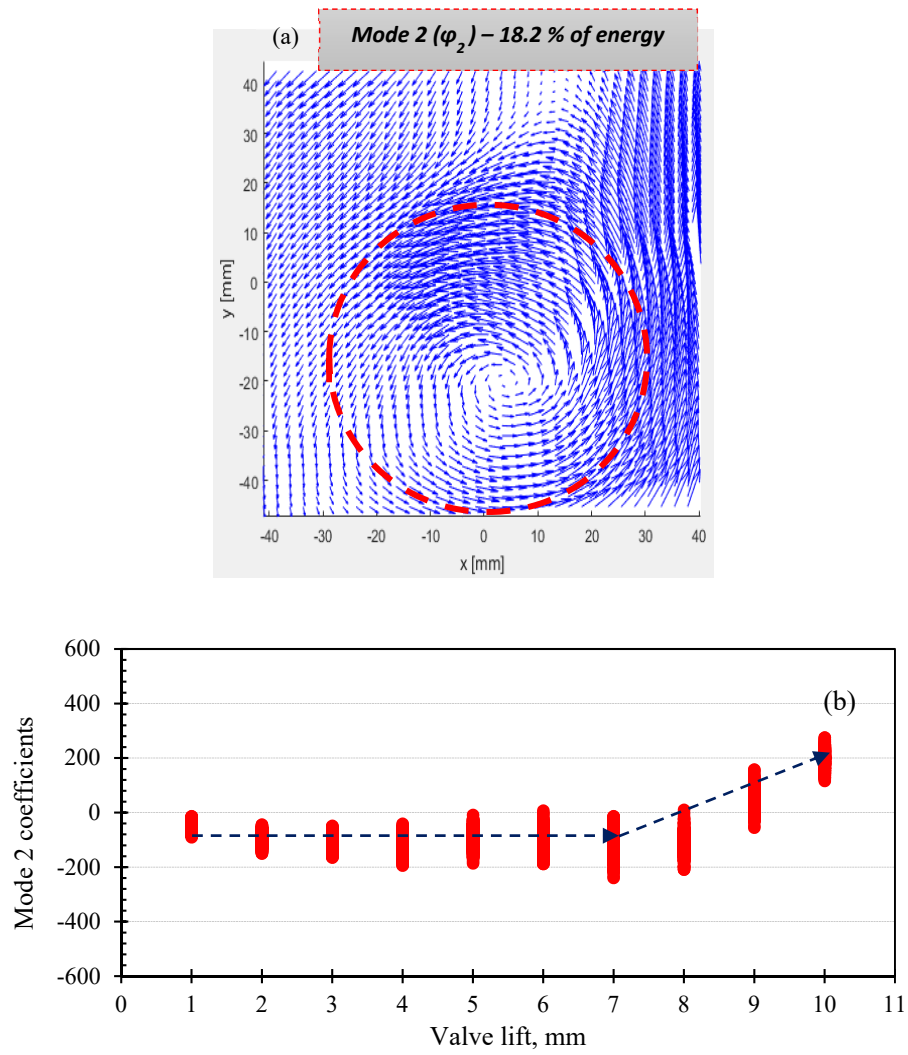 (a)
Mode 2 (φ2) – 18.2 % of energy
40
30
20
10
0
-10
-20
-30
-40
y [mm]
-40 -30 -20 -10 0 10 20 30 40
x [mm]
(b)
600
400
200
0
-200
-400
-600
Mode 2 coefficients
0 1 2 3 4 5 6 7 8 9 10 11
Valve lift, mm